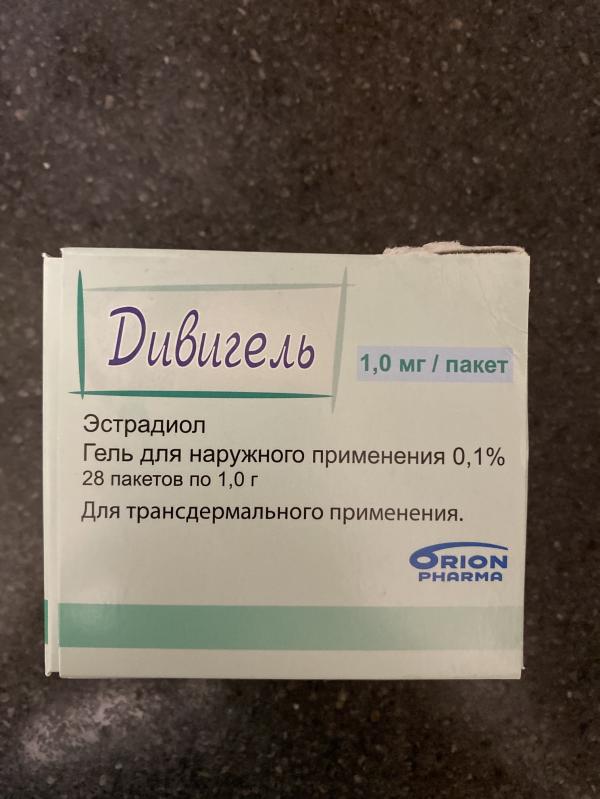 Дивигель
1,0 мг / пакет
Эстрадиол
Гель для наружного применения 0,1%
28 пакетов по 1,0 г
Для трансдермального применения.
ORION
PHARMA